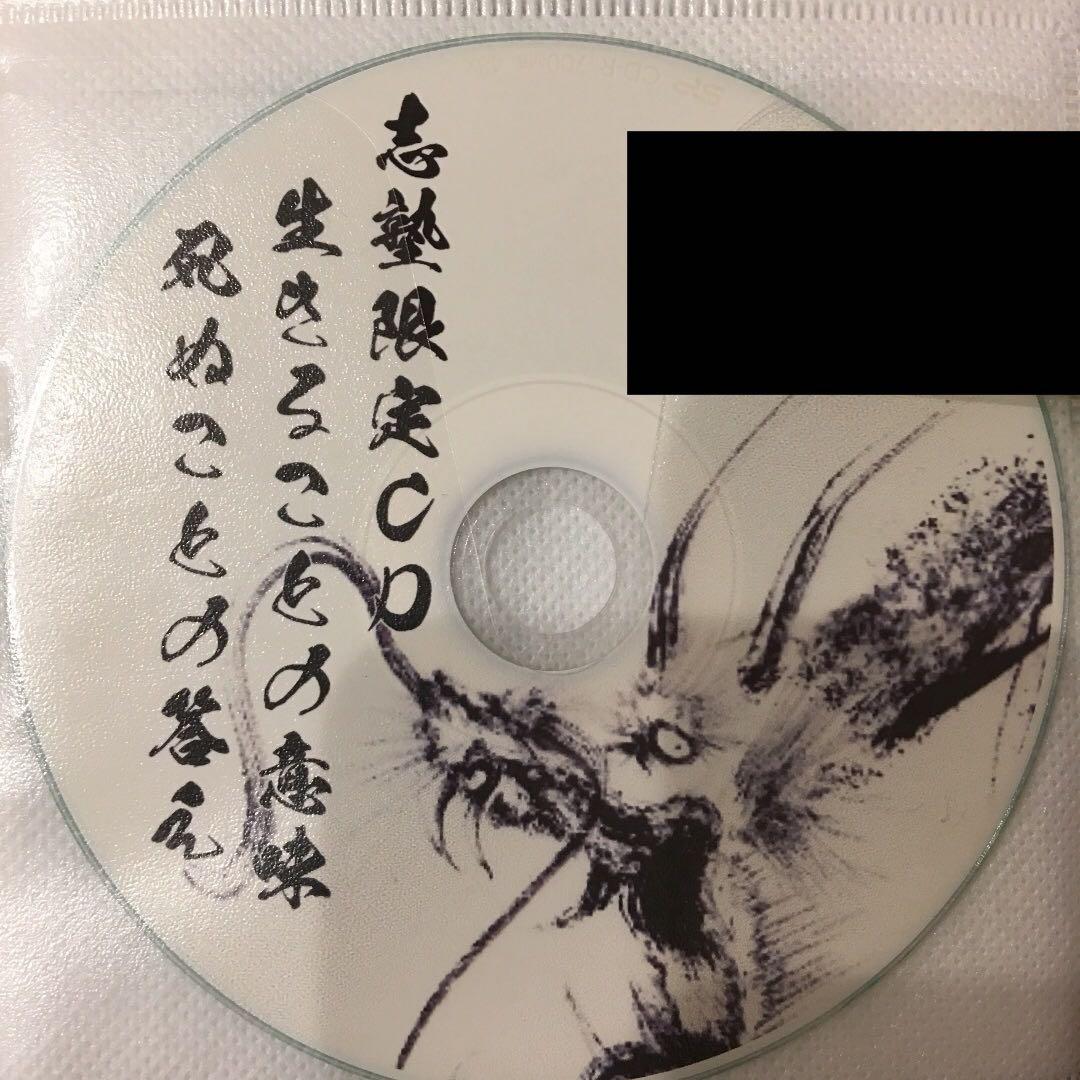 志塾限定CD
生きることの意味
死ぬことの答え